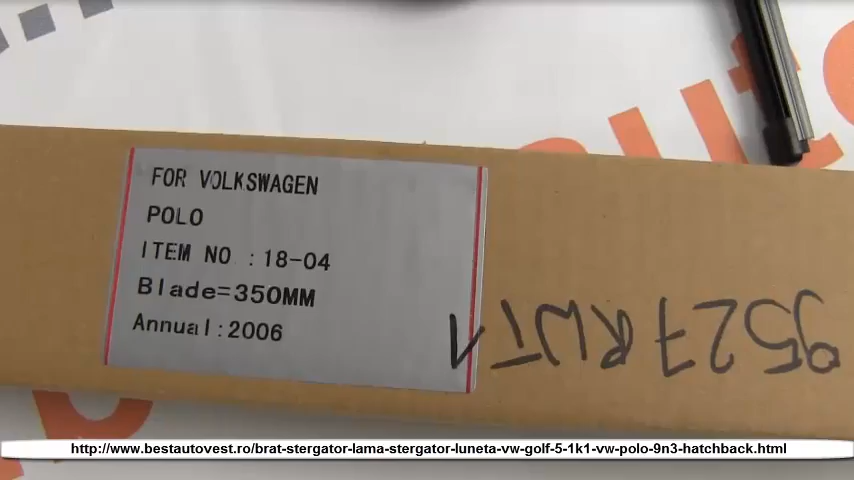 FOR VOLKSWAGEN
POLO
ITEM NO :18-04
Blade=350MM
Annual:2006
9527RWT1
http://www.bestautovest.ro/brat-stergator-lama-stergator-luneta-vw-golf-5-1k1-vw-polo-9n3-hatchback.html